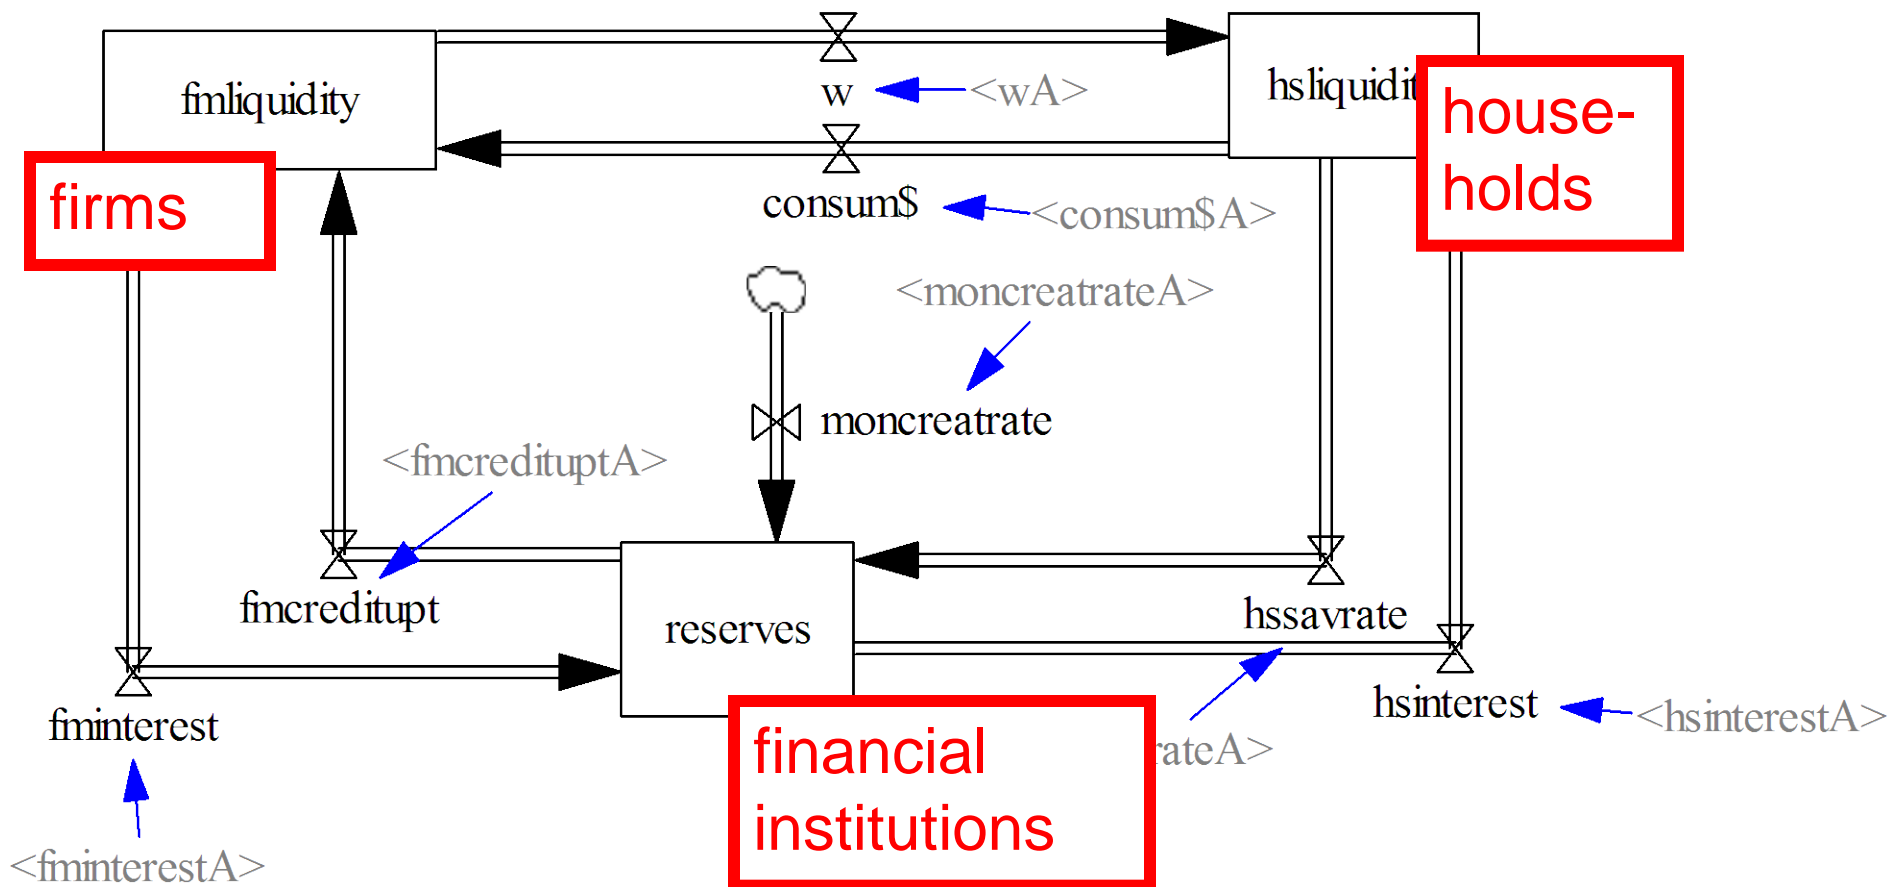 fmliquidity
hsliquidit
w
<wA>
house-
holds
firms
consum$
<consum$A>
<moncreatrateA>
moncreatrate
<fmcredituptA>
fmcreditupt
reserves
hssavrate
fminterest
hsinterest
<hsinterestA>
financial
institutions
rateA>
<fminterestA>